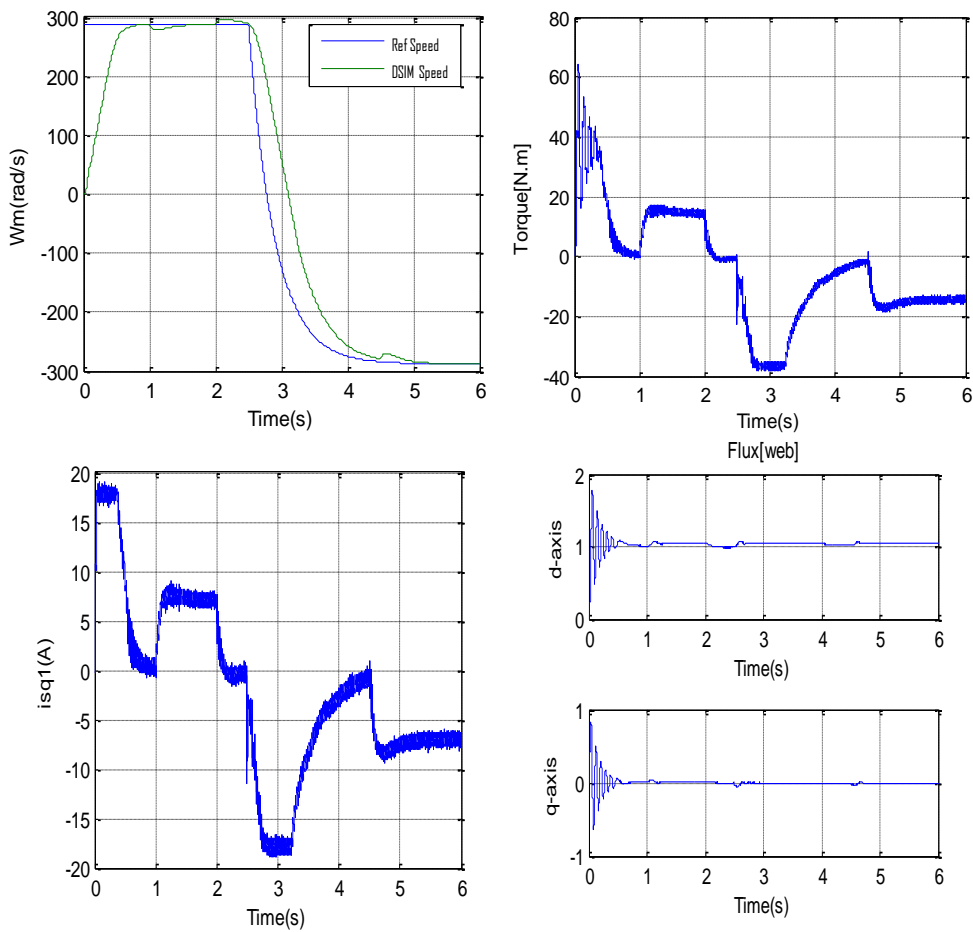 300
200
100
0
-100
-200
-300
Wm(rad/s)
Ref Speed
DSIM Speed
0 1 2 3 4 5 6
Time(s)
80
60
40
20
0
-20
-40
Torque[N.m]
0 1 2 3 4 5 6
Time(s)
20
15
10
5
0
-5
-10
-15
-20
isq1(A)
0 1 2 3 4 5 6
Time(s)
Flux[web]
2
1
0
d-axis
0 1 2 3 4 5 6
Time(s)
1
0
-1
q-axis
0 1 2 3 4 5 6
Time(s)